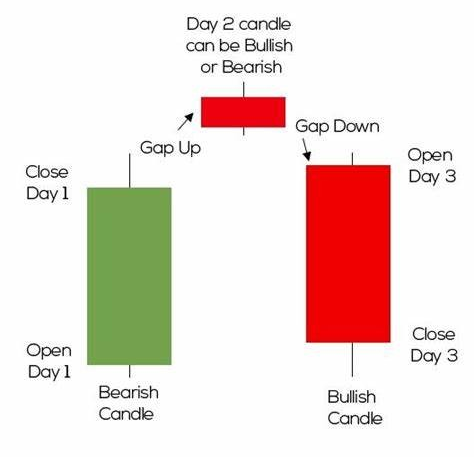 Day 2 candle
can be Bullish
or Bearish
Gap Up
Gap Down
Close
Day 1
Open
Day 3
Open
Day 1
Close
Day 3
Bearish
Candle
Bullish
Candle